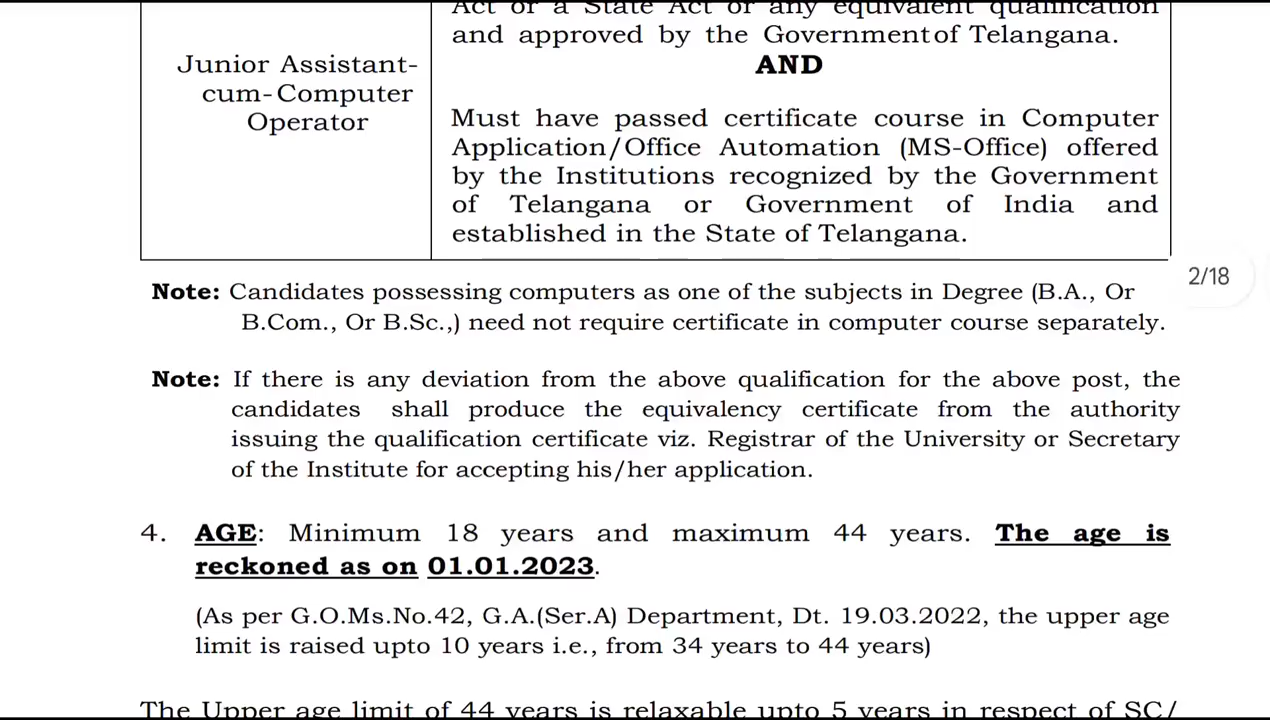 Act or a State Act or any equivalent qualification
and approved by the Government of Telangana.
AND
Junior Assistant-
cum-Computer
Operator
Must have passed certificate course in Computer
Application/Office Automation (MS-Office) offered
by the Institutions recognized by the Government
of Telangana or Government of India and
established in the State of Telangana.
2/18
Note: Candidates possessing computers as one of the subjects in Degree (B.A., Or
B.Com., Or B.Sc.,) need not require certificate in computer course separately.
Note: If there is any deviation from the above qualification for the above post, the
candidates shall produce the equivalency certificate from the authority
issuing the qualification certificate viz. Registrar of the University or Secretary
of the Institute for accepting his/her application.
4. AGE: Minimum 18 years and maximum 44 years. The age is
reckoned as on 01.01.2023.
(As per G.O.Ms.No.42, G.A.(Ser.A) Department, Dt. 19.03.2022, the upper age
limit is raised upto 10 years i.e., from 34 years to 44 years)
The Upper age limit of 44 years is relaxable upto 5 years in respect of SC/